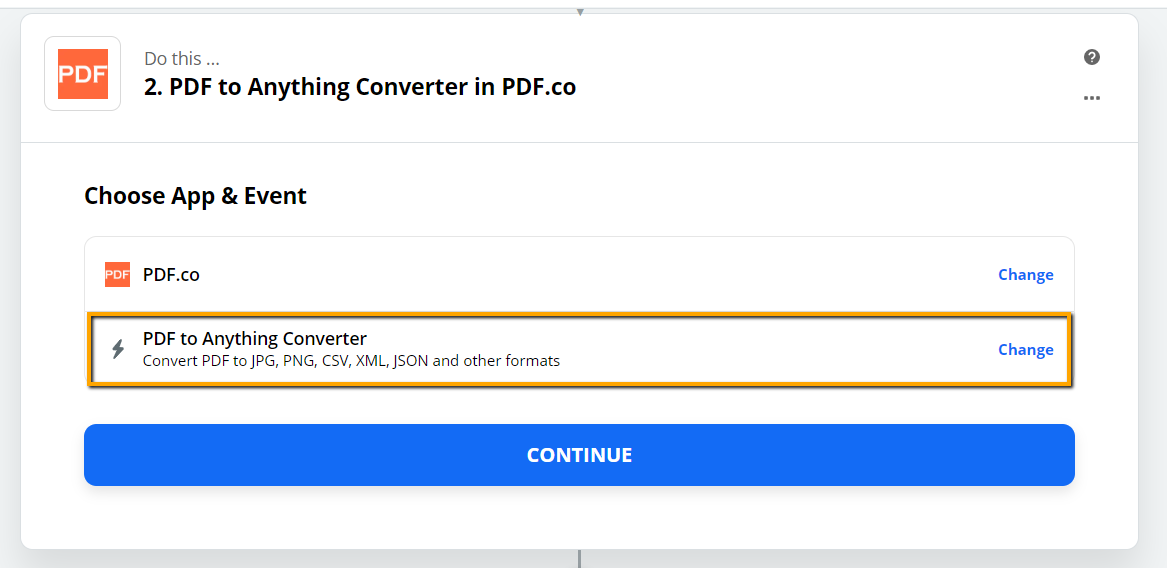 PDF
Do this ...
2. PDF to Anything Converter in PDF.co
?
Choose App & Event
PDF
PDF.co
Change
PDF to Anything Converter
Convert PDF to JPG, PNG, CSV, XML, JSON and other formats
Change
CONTINUE